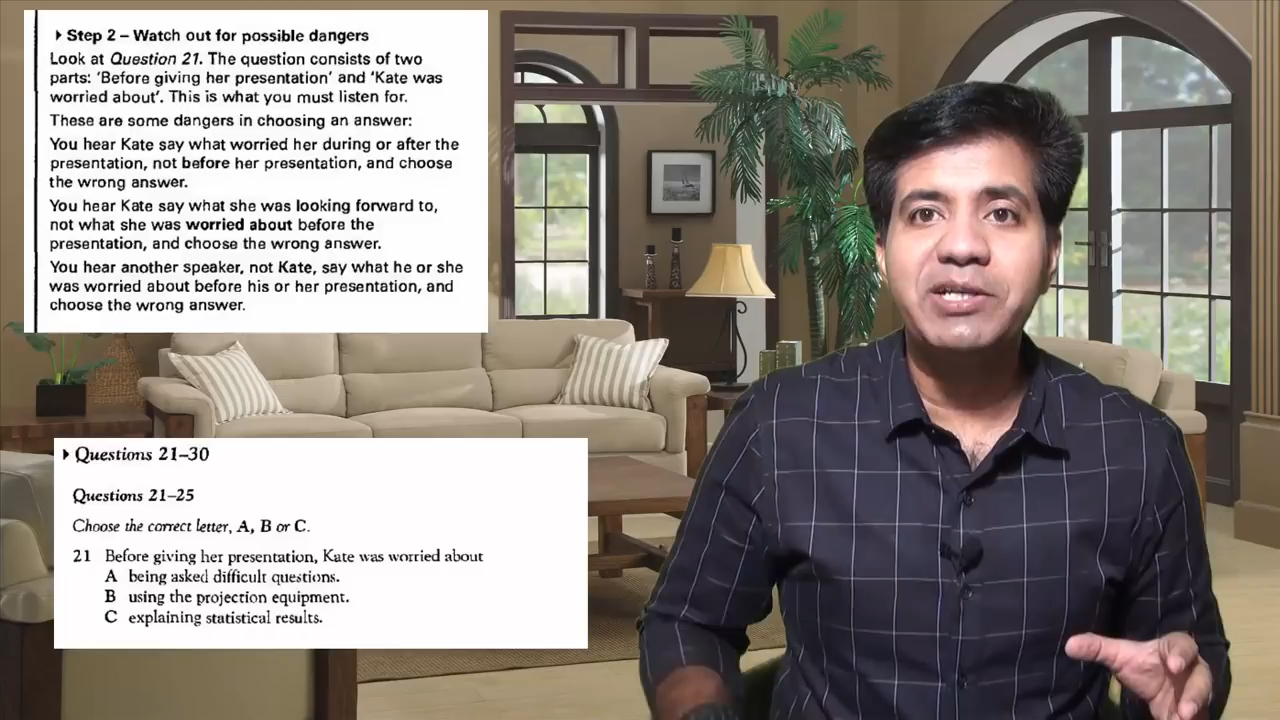 ▸ Step 2 – Watch out for possible dangers
Look at Question 21. The question consists of two
parts: 'Before giving her presentation' and 'Kate was
worried about'. This is what you must listen for.
These are some dangers in choosing an answer:
You hear Kate say what worried her during or after the
presentation, not before her presentation, and choose
the wrong answer.
You hear Kate say what she was looking forward to,
not what she was worried about before the
presentation, and choose the wrong answer.
You hear another speaker, not Kate, say what he or she
was worried about before his or her presentation, and
choose the wrong answer.
▸ Questions 21–30
Questions 21–25
Choose the correct letter, A, B or C.
21 Before giving her presentation, Kate was worried about
A being asked difficult questions.
B using the projection equipment.
C explaining statistical results.